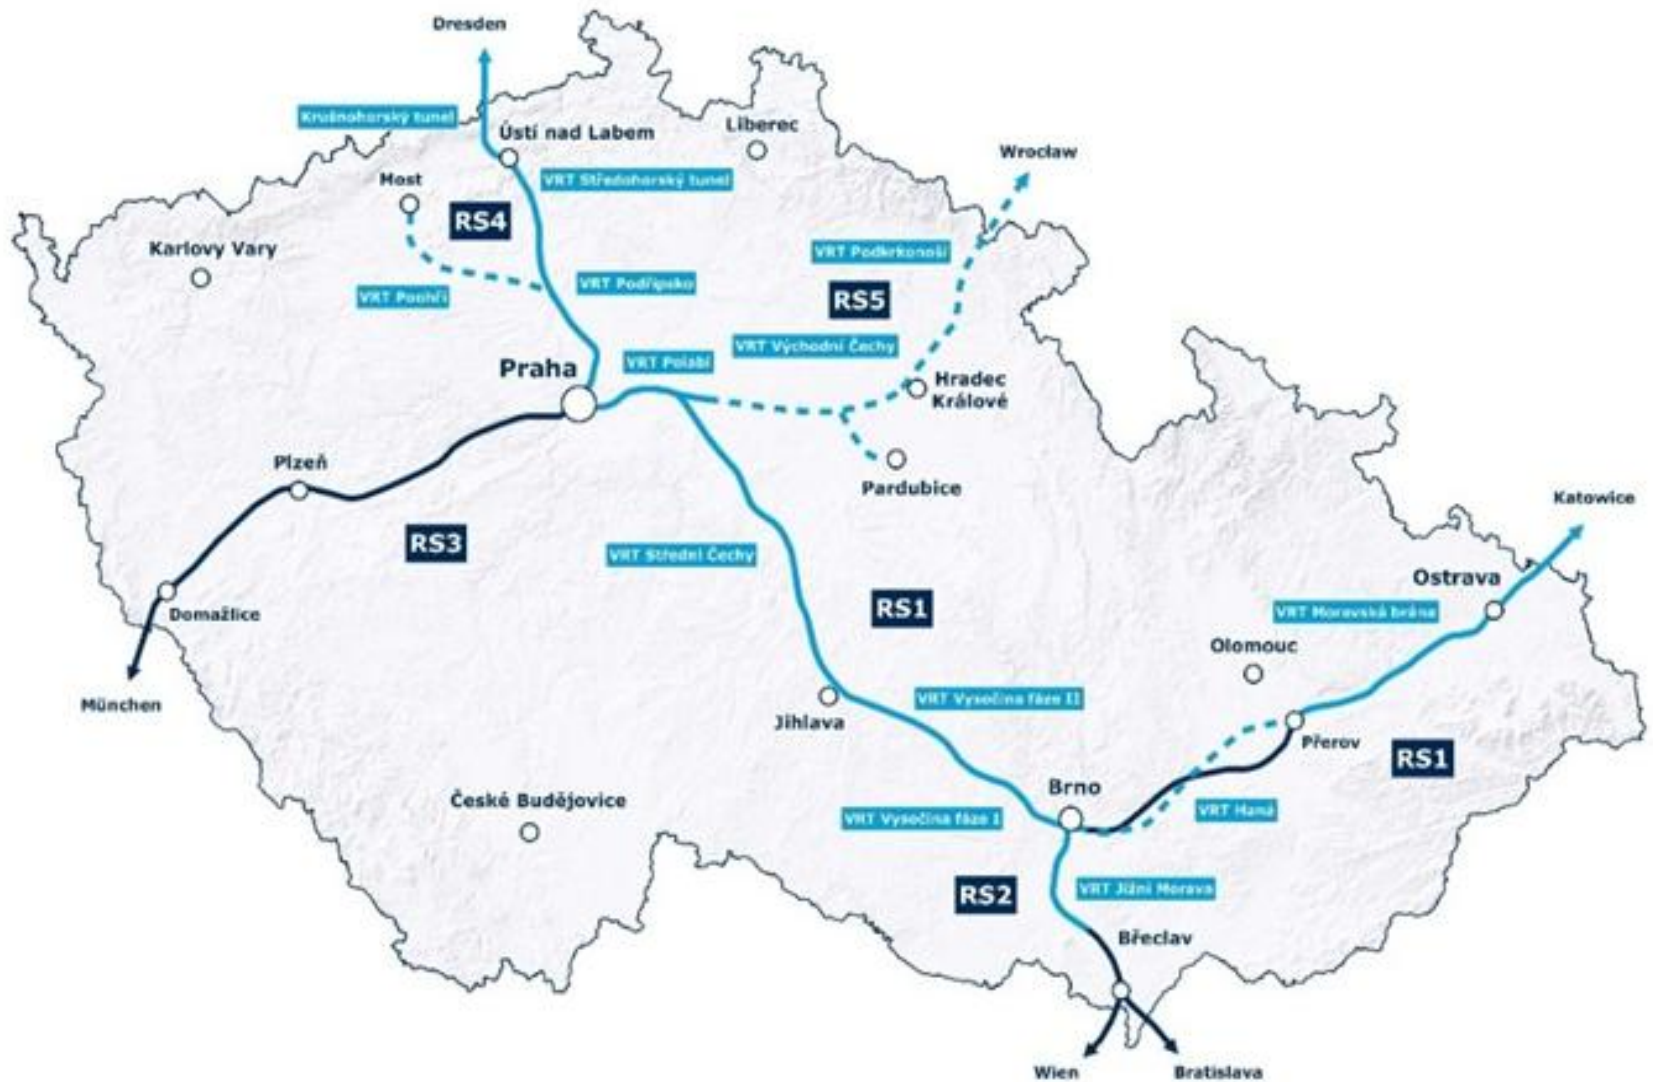 Dresden
Krušnohorský tunel
Ústí nad Labem
Liberec
Wrocław
VRT Středohorský tunel
Most
RS4
Karlovy Vary
VRT Podkrkonoší
VRT Podřipsko
VRT Poohří
RS5
VRT Východní Čechy
VRT Polabí
Praha
Hradec
Králové
Plzeň
Pardubice
Katowice
RS3
VRT Střední Čechy
Ostrava
RS1
VRT Moravská brána
Domažlice
Olomouc
München
VRT Vysočina fáze II
Jihlava
Přerov
RS1
Brno
České Budějovice
VRT Haná
VRT Vysočina fáze I
RS2
VRT Jižní Morava
Břeclav
Wien
Bratislava